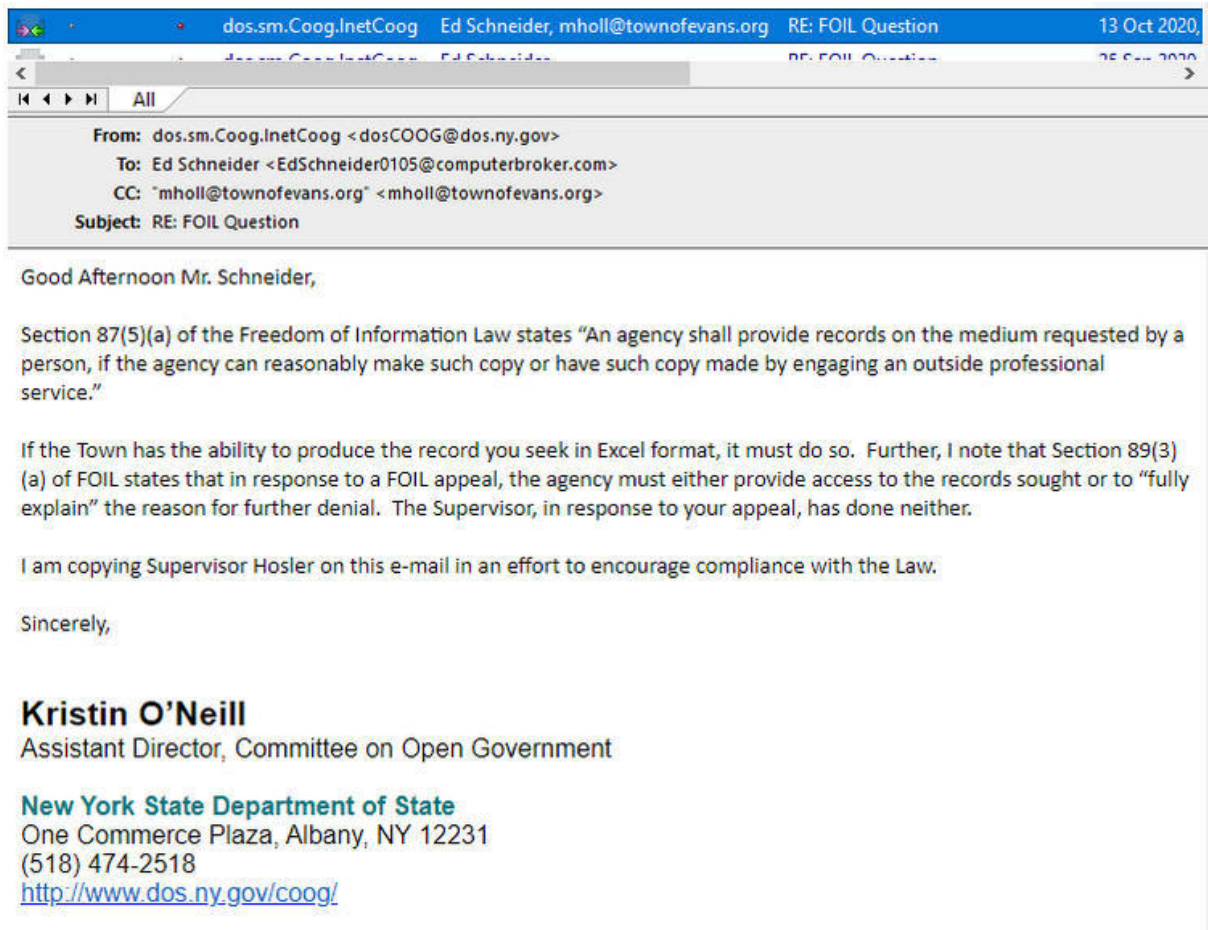 dos.sm.Coog.InetCoog Ed Schneider, mholl@townofevans.org RE: FOIL Question 13 Oct 2020,
All
From: dos.sm.Coog.InetCoog <dosCOOG@dos.ny.gov>
To: Ed Schneider <EdSchneider0105@computerbroker.com>
CC: "mholl@townofevans.org" <mholl@townofevans.org>
Subject: RE: FOIL Question
Good Afternoon Mr. Schneider,
Section 87(5)(a) of the Freedom of Information Law states “An agency shall provide records on the medium requested by a
person, if the agency can reasonably make such copy or have such copy made by engaging an outside professional
service.”
If the Town has the ability to produce the record you seek in Excel format, it must do so.  Further, I note that Section 89(3)
(a) of FOIL states that in response to a FOIL appeal, the agency must either provide access to the records sought or to “fully
explain” the reason for further denial.  The Supervisor, in response to your appeal, has done neither.
I am copying Supervisor Hosler on this e-mail in an effort to encourage compliance with the Law.
Sincerely,
Kristin O’Neill
Assistant Director, Committee on Open Government
New York State Department of State
One Commerce Plaza, Albany, NY 12231
(518) 474-2518
http://www.dos.ny.gov/coog/